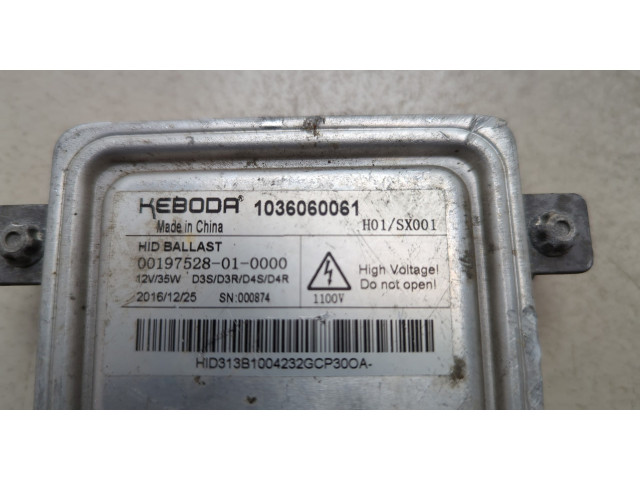 KEBODA® 1036060061
Made in China H01/SX001
HID BALLAST
00197528-01-0000
12V/35W D3S/D3R/D4S/D4R
2016/12/25 SN:000874
1100V
High Voltage!
Do not open!
HID313B1004232GCP30OA-